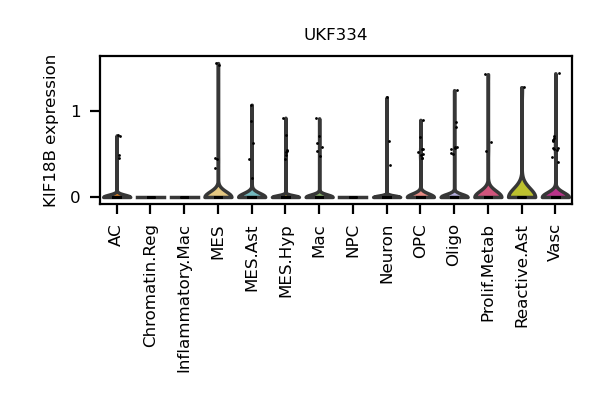 UKF334
KIF18B expression
1
0
AC
Chromatin.Reg
Inflammatory.Mac
MES
MES.Ast
MES.Hyp
Mac
NPC
Neuron
OPC
Oligo
Prolif.Metab
Reactive.Ast
Vasc